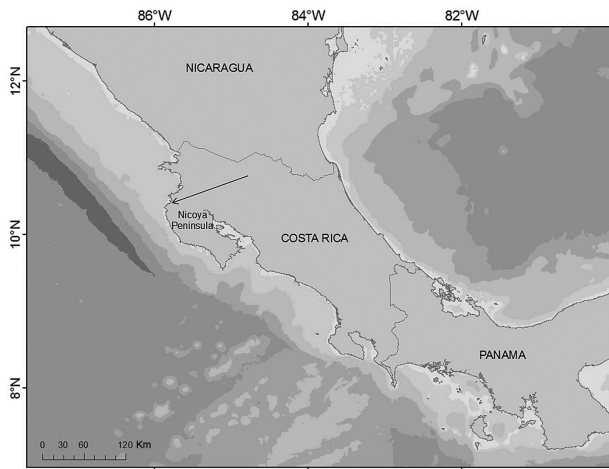 86°W 84°W 82°W
12°N
NICARAGUA
10°N
Nicoya
Peninsula
COSTA RICA
PANAMA
8°N
0 30 60 120 Km